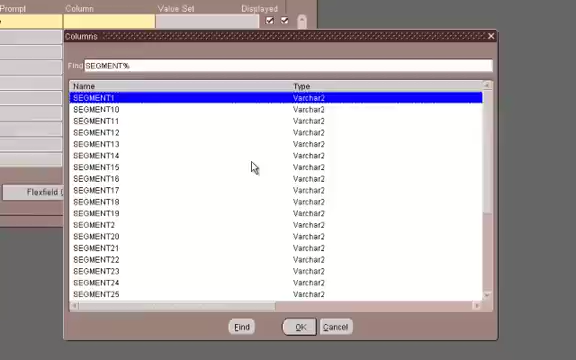 Prompt Column Value Set Displayed
Columns
Find SEGMENT%
Name Type
SEGMENT1 Varchar2
SEGMENT10 Varchar2
SEGMENT11 Varchar2
SEGMENT12 Varchar2
SEGMENT13 Varchar2
SEGMENT14 Varchar2
SEGMENT15 Varchar2
SEGMENT16 Varchar2
SEGMENT17 Varchar2
SEGMENT18 Varchar2
SEGMENT19 Varchar2
SEGMENT2 Varchar2
SEGMENT20 Varchar2
SEGMENT21 Varchar2
SEGMENT22 Varchar2
SEGMENT23 Varchar2
SEGMENT24 Varchar2
SEGMENT25 Varchar2
Flexfield (
Find OK Cancel